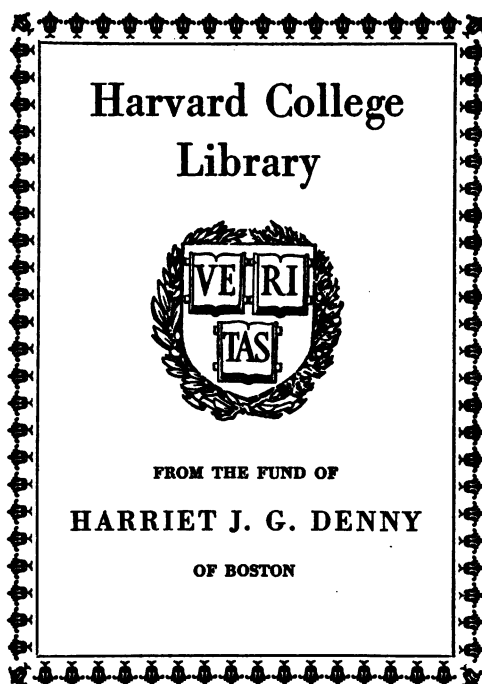 Harvard College
Library
VE RI
TAS
FROM THE FUND OF
HARRIET J. G. DENNY
OF BOSTON